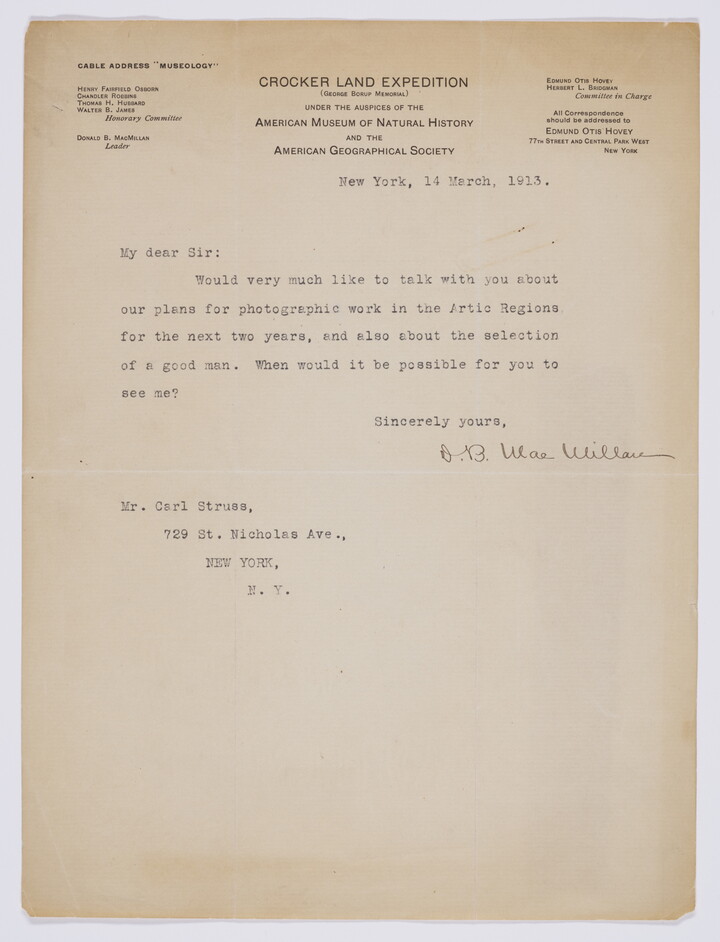 CABLE ADDRESS "MUSEOLOGY"
HENRY FAIRFIELD OSBORN
CHANDLER ROBBINS
THOMAS H. HUBBARD
WALTER B. JAMES
Honorary Committee
DONALD B. MACMILLAN
Leader
CROCKER LAND EXPEDITION
(GEORGE BORUP MEMORIAL)
UNDER THE AUSPICES OF THE
AMERICAN MUSEUM OF NATURAL HISTORY
AND THE
AMERICAN GEOGRAPHICAL SOCIETY
EDMUND OTIS HOVEY
HERBERT L. BRIDGMAN
Committee in Charge
All Correspondence
should be addressed to
EDMUND OTIS HOVEY
77TH STREET AND CENTRAL PARK WEST
NEW YORK
New York, 14 March, 1913.
My dear Sir:
Would very much like to talk with you about
our plans for photographic work in the Artic Regions
for the next two years, and also about the selection
of a good man. When would it be possible for you to
see me?
Sincerely yours,
D.B. MacMillan
Mr. Carl Struss,
729 St. Nicholas Ave.,
NEW YORK,
N. Y.